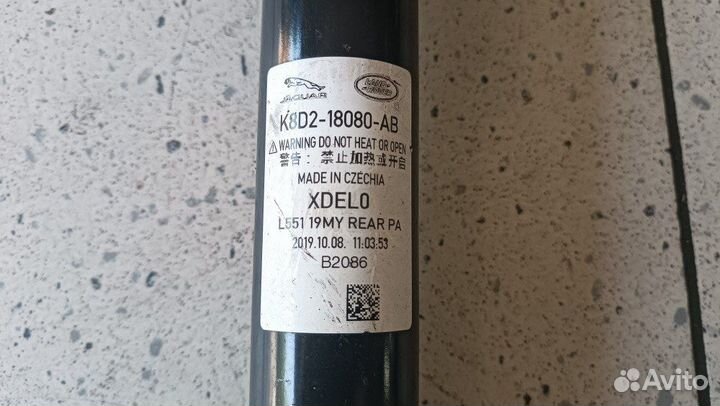 JAGUAR
LAND-ROVER
K8D2-18080-AB
WARNING DO NOT HEAT OR OPEN
警告：禁止加热或开启
MADE IN CZECHIA
XDEL0
L551 19MY REAR PA
2019.10.08. 11:03:53
B2086
Avito